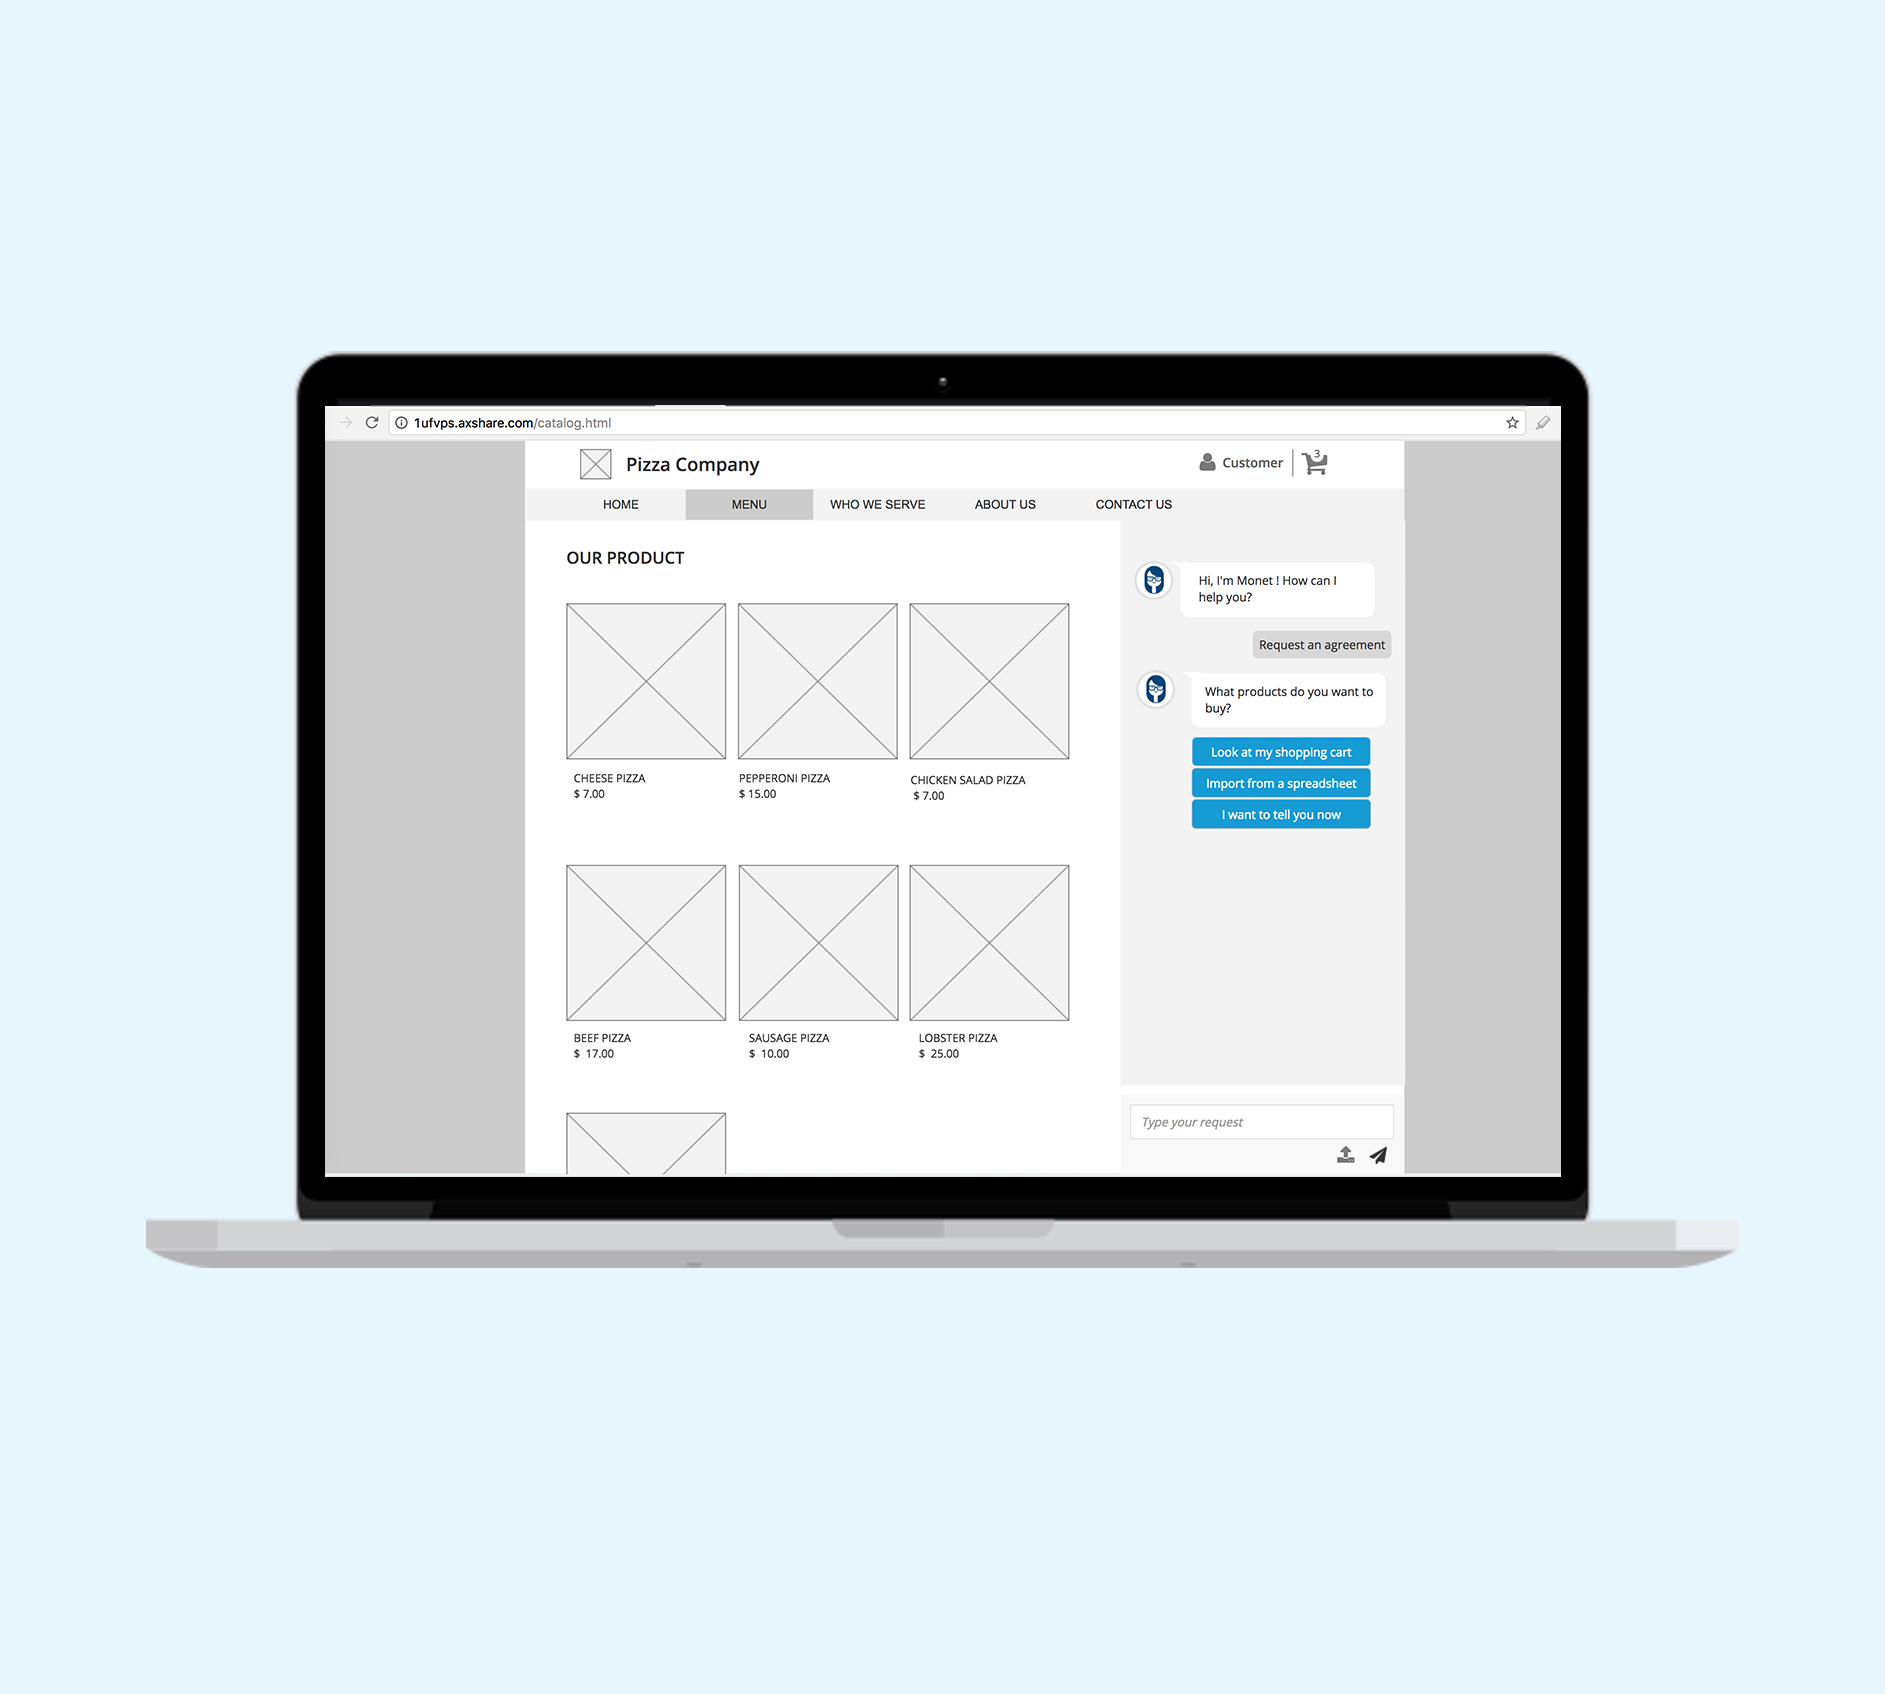 1ufvps.axshare.com/catalog.html
Pizza Company
Customer
3
HOME
MENU
WHO WE SERVE
ABOUT US
CONTACT US
OUR PRODUCT
CHEESE PIZZA
$ 7.00
PEPPERONI PIZZA
$ 15.00
CHICKEN SALAD PIZZA
$ 7.00
BEEF PIZZA
$ 17.00
SAUSAGE PIZZA
$ 10.00
LOBSTER PIZZA
$ 25.00
Hi, I'm Monet ! How can I
help you?
Request an agreement
What products do you want to
buy?
Look at my shopping cart
Import from a spreadsheet
I want to tell you now
Type your request